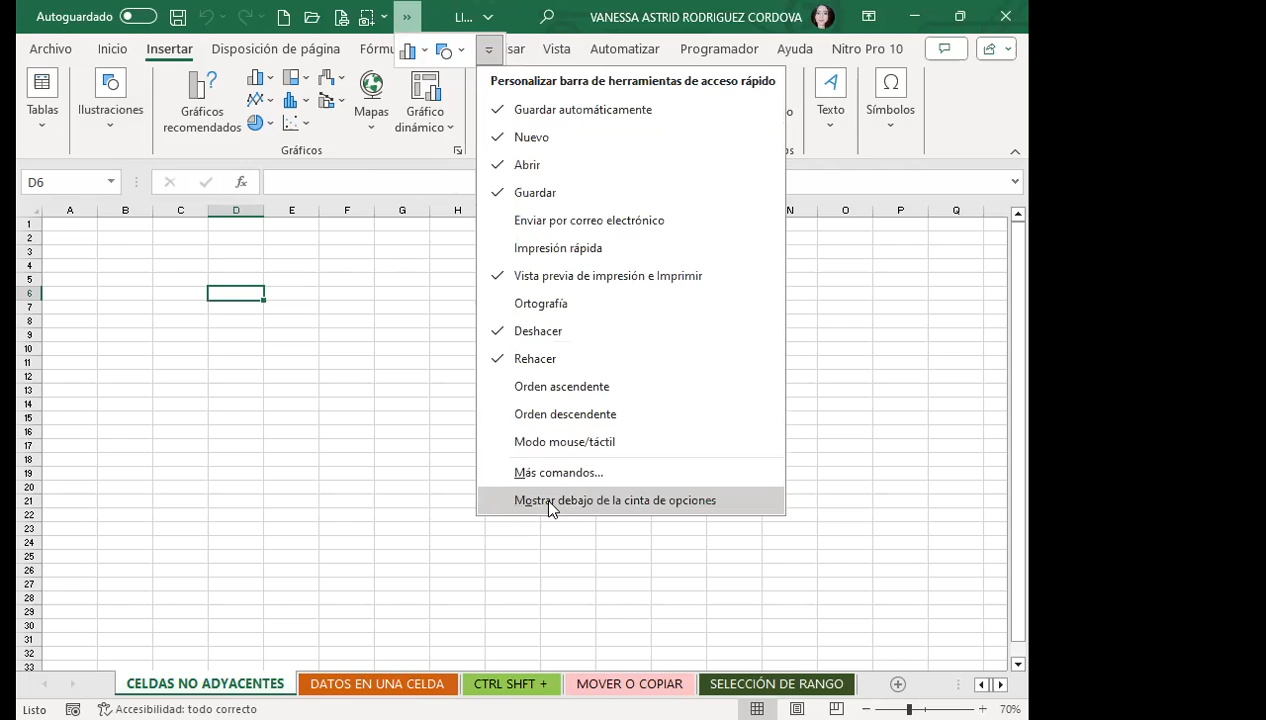 Autoguardado
LI...
VANESSA ASTRID RODRIGUEZ CORDOVA
Archivo Inicio Insertar Disposición de página Fórmu sar Vista Automatizar Programador Ayuda Nitro Pro 10
Tablas
Ilustraciones
Gráficos recomendados
Mapas
Gráfico dinámico
Gráficos
Texto
Símbolos
Personalizar barra de herramientas de acceso rápido
Guardar automáticamente
Nuevo
Abrir
Guardar
Enviar por correo electrónico
Impresión rápida
Vista previa de impresión e Imprimir
Ortografía
Deshacer
Rehacer
Orden ascendente
Orden descendente
Modo mouse/táctil
Más comandos...
Mostrar debajo de la cinta de opciones
D6
fx
A B C D E F G H N O P Q
1
2
3
4
5
6
7
8
9
10
11
12
13
14
15
16
17
18
19
20
21
22
23
24
25
26
27
28
29
30
31
32
33
CELDAS NO ADYACENTES DATOS EN UNA CELDA CTRL SHFT + MOVER O COPIAR SELECCIÓN DE RANGO
Listo Accesibilidad: todo correcto 70%